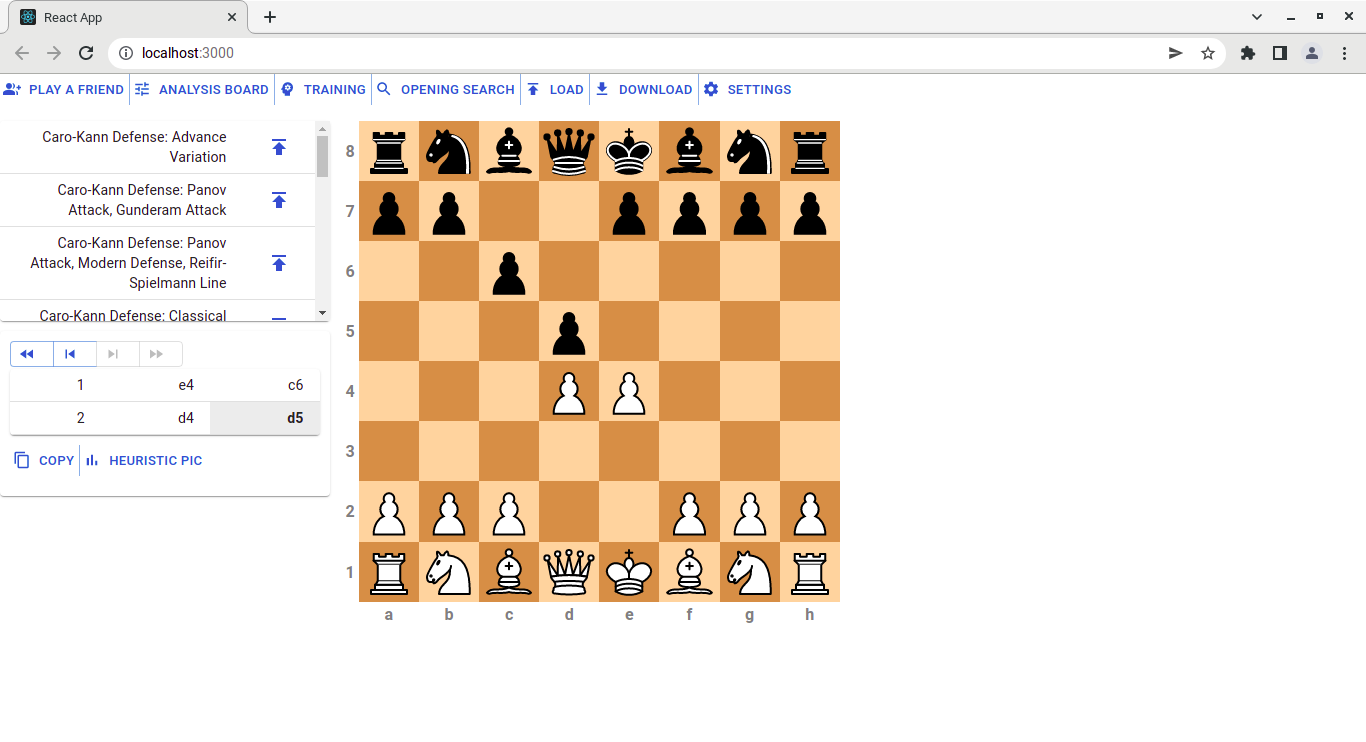 React App
localhost:3000
PLAY A FRIEND
ANALYSIS BOARD
TRAINING
OPENING SEARCH
LOAD
DOWNLOAD
SETTINGS
Caro-Kann Defense: Advance
Variation
Caro-Kann Defense: Panov
Attack, Gunderam Attack
Caro-Kann Defense: Panov
Attack, Modern Defense, Reifir-
Spielmann Line
Caro-Kann Defense: Classical
1 e4 c6
2 d4 d5
COPY
HEURISTIC PIC
8
7
6
5
4
3
2
1
a b c d e f g h